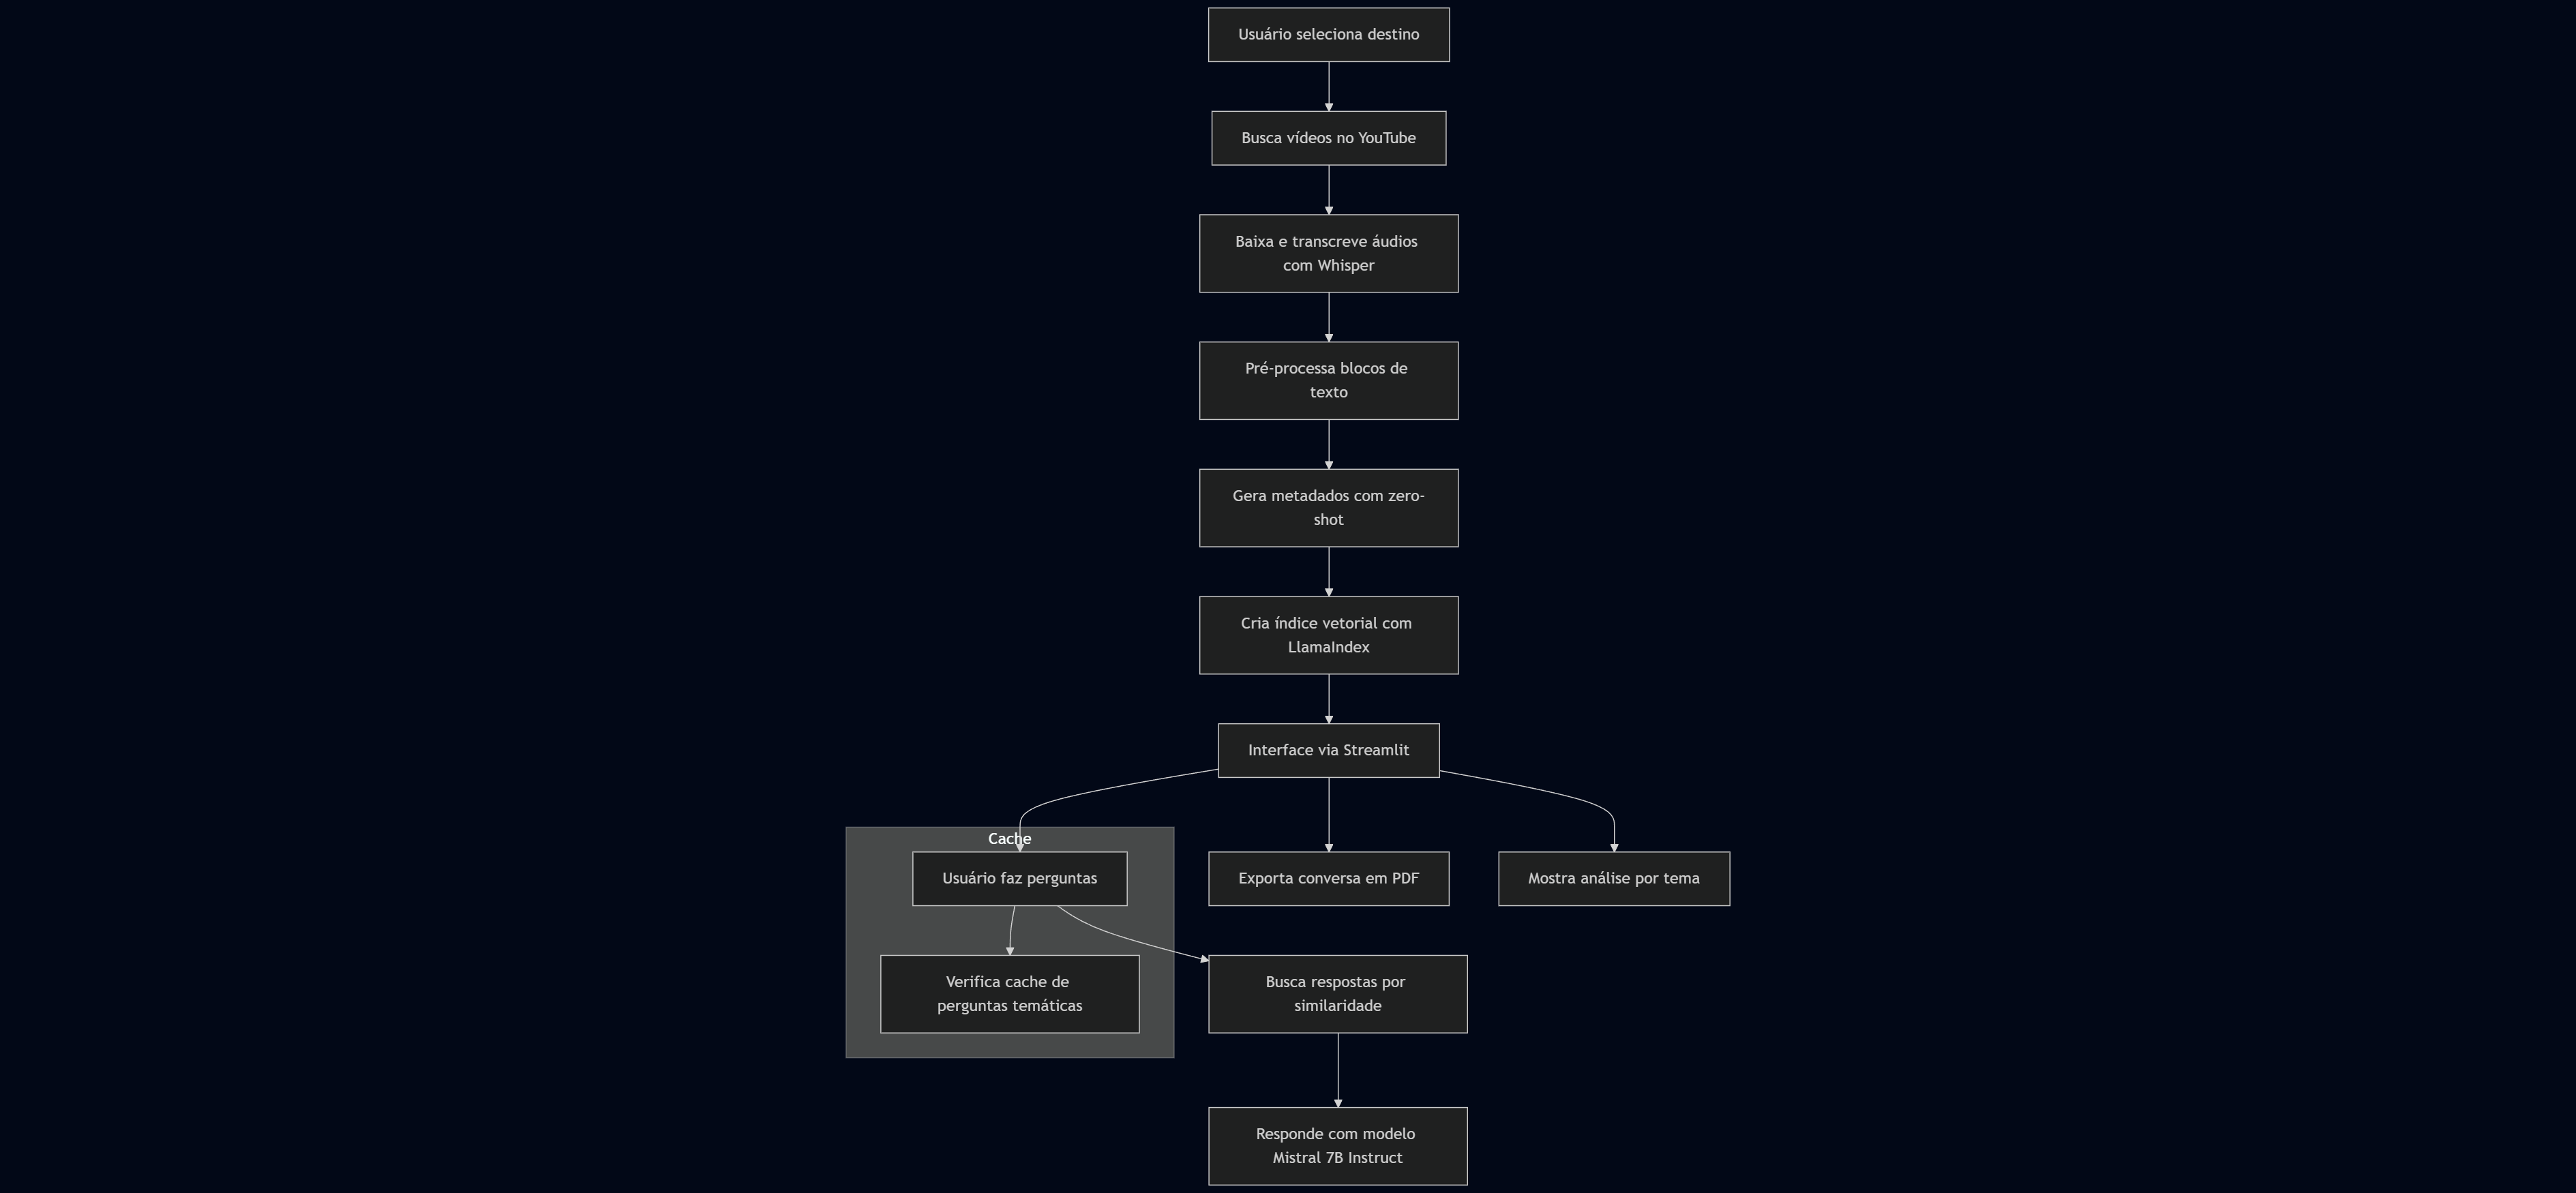 Usuário seleciona destino
Busca vídeos no YouTube
Baixa e transcreve áudios
com Whisper
Pré-processa blocos de
texto
Gera metadados com zero-
shot
Cria índice vetorial com
LlamaIndex
Interface via Streamlit
Cache
Usuário faz perguntas
Exporta conversa em PDF
Mostra análise por tema
Verifica cache de
perguntas temáticas
Busca respostas por
similaridade
Responde com modelo
Mistral 7B Instruct